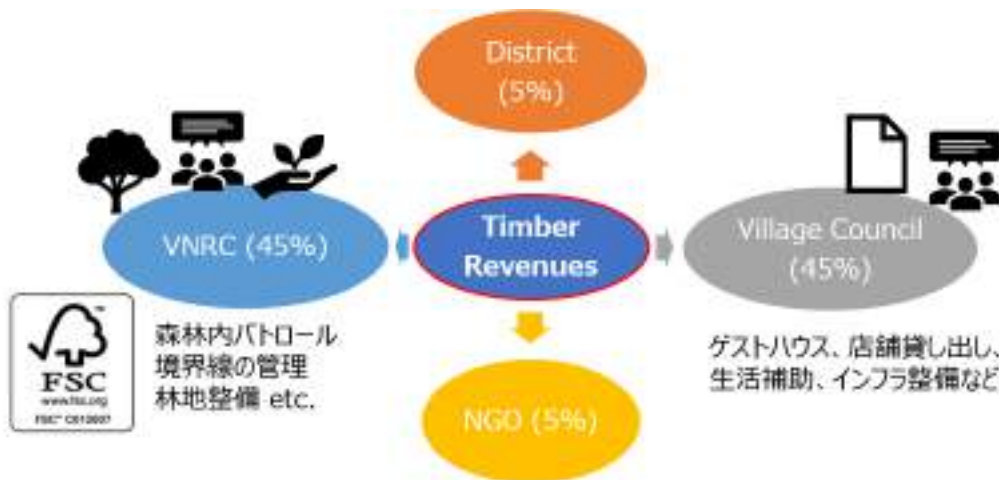 District
(5%)
VNRC (45%)
Timber
Revenues
Village Council
(45%)
FSC
www.fsc.org
森林内パトロール
境界線の管理
林地整備 etc.
ゲストハウス、店舗貸し出し、
生活補助、インフラ整備など
NGO (5%)